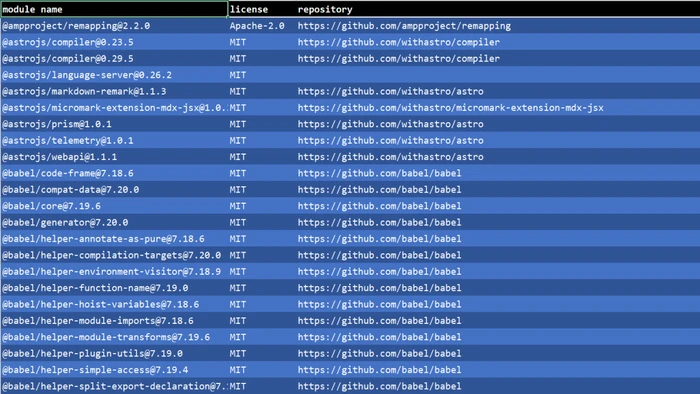 module name license repository
@ampproject/remapping@2.2.0 Apache-2.0 https://github.com/ampproject/remapping
@astrojs/compiler@0.23.5 MIT https://github.com/withastro/compiler
@astrojs/compiler@0.29.5 MIT https://github.com/withastro/compiler
@astrojs/language-server@0.26.2 MIT
@astrojs/markdown-remark@1.1.3 MIT https://github.com/withastro/astro
@astrojs/micromark-extension-mdx-jsx@1.0. MIT https://github.com/withastro/micromark-extension-mdx-jsx
@astrojs/prism@1.0.1 MIT https://github.com/withastro/astro
@astrojs/telemetry@1.0.1 MIT https://github.com/withastro/astro
@astrojs/webapi@1.1.1 MIT https://github.com/withastro/astro
@babel/code-frame@7.18.6 MIT https://github.com/babel/babel
@babel/compat-data@7.20.0 MIT https://github.com/babel/babel
@babel/core@7.19.6 MIT https://github.com/babel/babel
@babel/generator@7.20.0 MIT https://github.com/babel/babel
@babel/helper-annotate-as-pure@7.18.6 MIT https://github.com/babel/babel
@babel/helper-compilation-targets@7.20.0 MIT https://github.com/babel/babel
@babel/helper-environment-visitor@7.18.9 MIT https://github.com/babel/babel
@babel/helper-function-name@7.19.0 MIT https://github.com/babel/babel
@babel/helper-hoist-variables@7.18.6 MIT https://github.com/babel/babel
@babel/helper-module-imports@7.18.6 MIT https://github.com/babel/babel
@babel/helper-module-transforms@7.19.6 MIT https://github.com/babel/babel
@babel/helper-plugin-utils@7.19.0 MIT https://github.com/babel/babel
@babel/helper-simple-access@7.19.4 MIT https://github.com/babel/babel
@babel/helper-split-export-declaration@7. MIT https://github.com/babel/babel